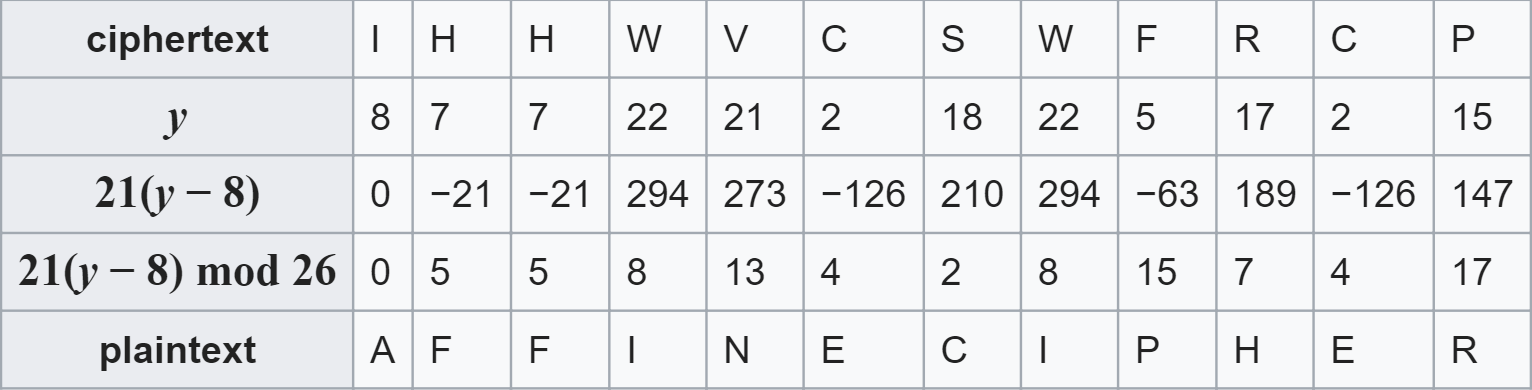 ciphertext I H H W V C S W F R C P
y 8 7 7 22 21 2 18 22 5 17 2 15
21(y − 8) 0 −21 −21 294 273 −126 210 294 −63 189 −126 147
21(y − 8) mod 26 0 5 5 8 13 4 2 8 15 7 4 17
plaintext A F F I N E C I P H E R